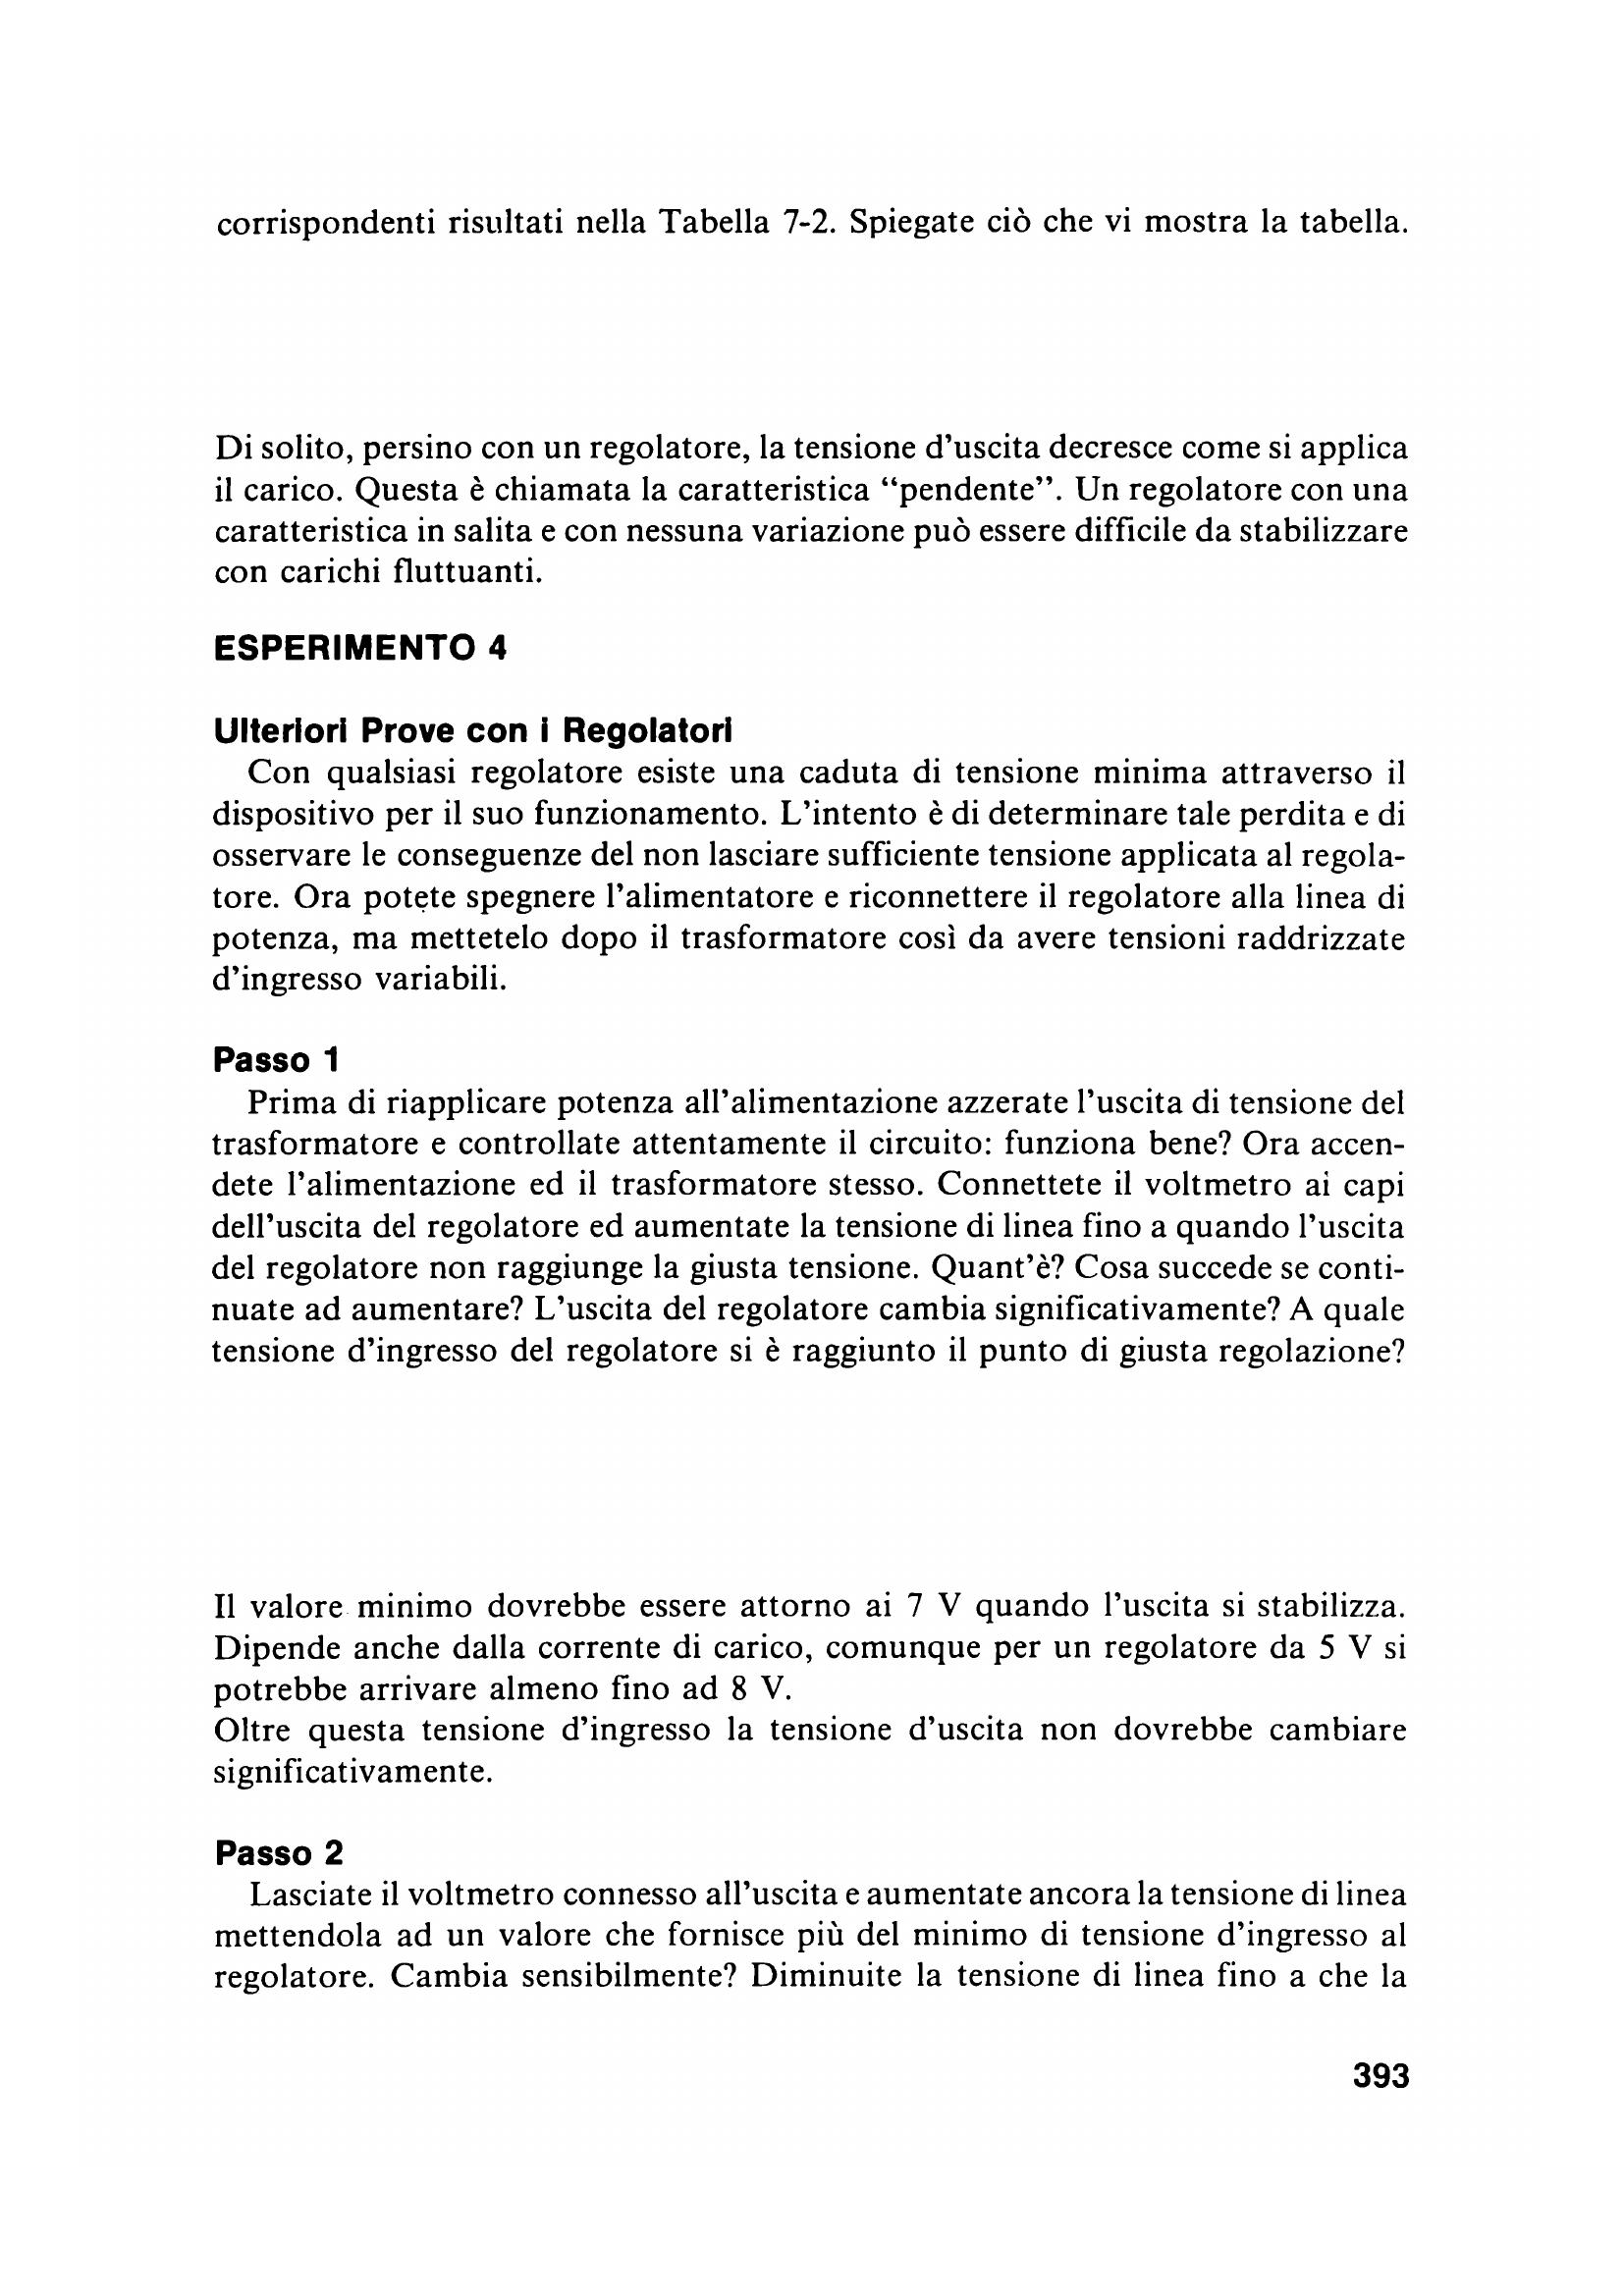 corrispondenti risultati nella Tabella 7-2. Spiegate ciò che vi mostra la tabella.
Di solito, persino con un regolatore, la tensione d’uscita decresce come si applica
il carico. Questa è chiamata la caratteristica “pendente”. Un regolatore con una
caratteristica in salita e con nessuna variazione può essere difficile da stabilizzare
con carichi fluttuanti.
ESPERIMENTO 4
Ulteriori Prove con i Regolatori
Con qualsiasi regolatore esiste una caduta di tensione minima attraverso il
dispositivo per il suo funzionamento. L’intento è di determinare tale perdita e di
osservare le conseguenze del non lasciare sufficiente tensione applicata al regola-
tore. Ora potete spegnere l’alimentatore e riconnettere il regolatore alla linea di
potenza, ma mettetelo dopo il trasformatore così da avere tensioni raddrizzate
d’ingresso variabili.
Passo 1
Prima di riapplicare potenza all’alimentazione azzerate l’uscita di tensione del
trasformatore e controllate attentamente il circuito: funziona bene? Ora accen-
dete l’alimentazione ed il trasformatore stesso. Connettete il voltmetro ai capi
dell’uscita del regolatore ed aumentate la tensione di linea fino a quando l’uscita
del regolatore non raggiunge la giusta tensione. Quant’è? Cosa succede se conti-
nuate ad aumentare? L’uscita del regolatore cambia significativamente? A quale
tensione d’ingresso del regolatore si è raggiunto il punto di giusta regolazione?
Il valore minimo dovrebbe essere attorno ai 7 V quando l’uscita si stabilizza.
Dipende anche dalla corrente di carico, comunque per un regolatore da 5 V si
potrebbe arrivare almeno fino ad 8 V.
Oltre questa tensione d’ingresso la tensione d’uscita non dovrebbe cambiare
significativamente.
Passo 2
Lasciate il voltmetro connesso all’uscita e aumentate ancora la tensione di linea
mettendola ad un valore che fornisce più del minimo di tensione d’ingresso al
regolatore. Cambia sensibilmente? Diminuite la tensione di linea fino a che la
393